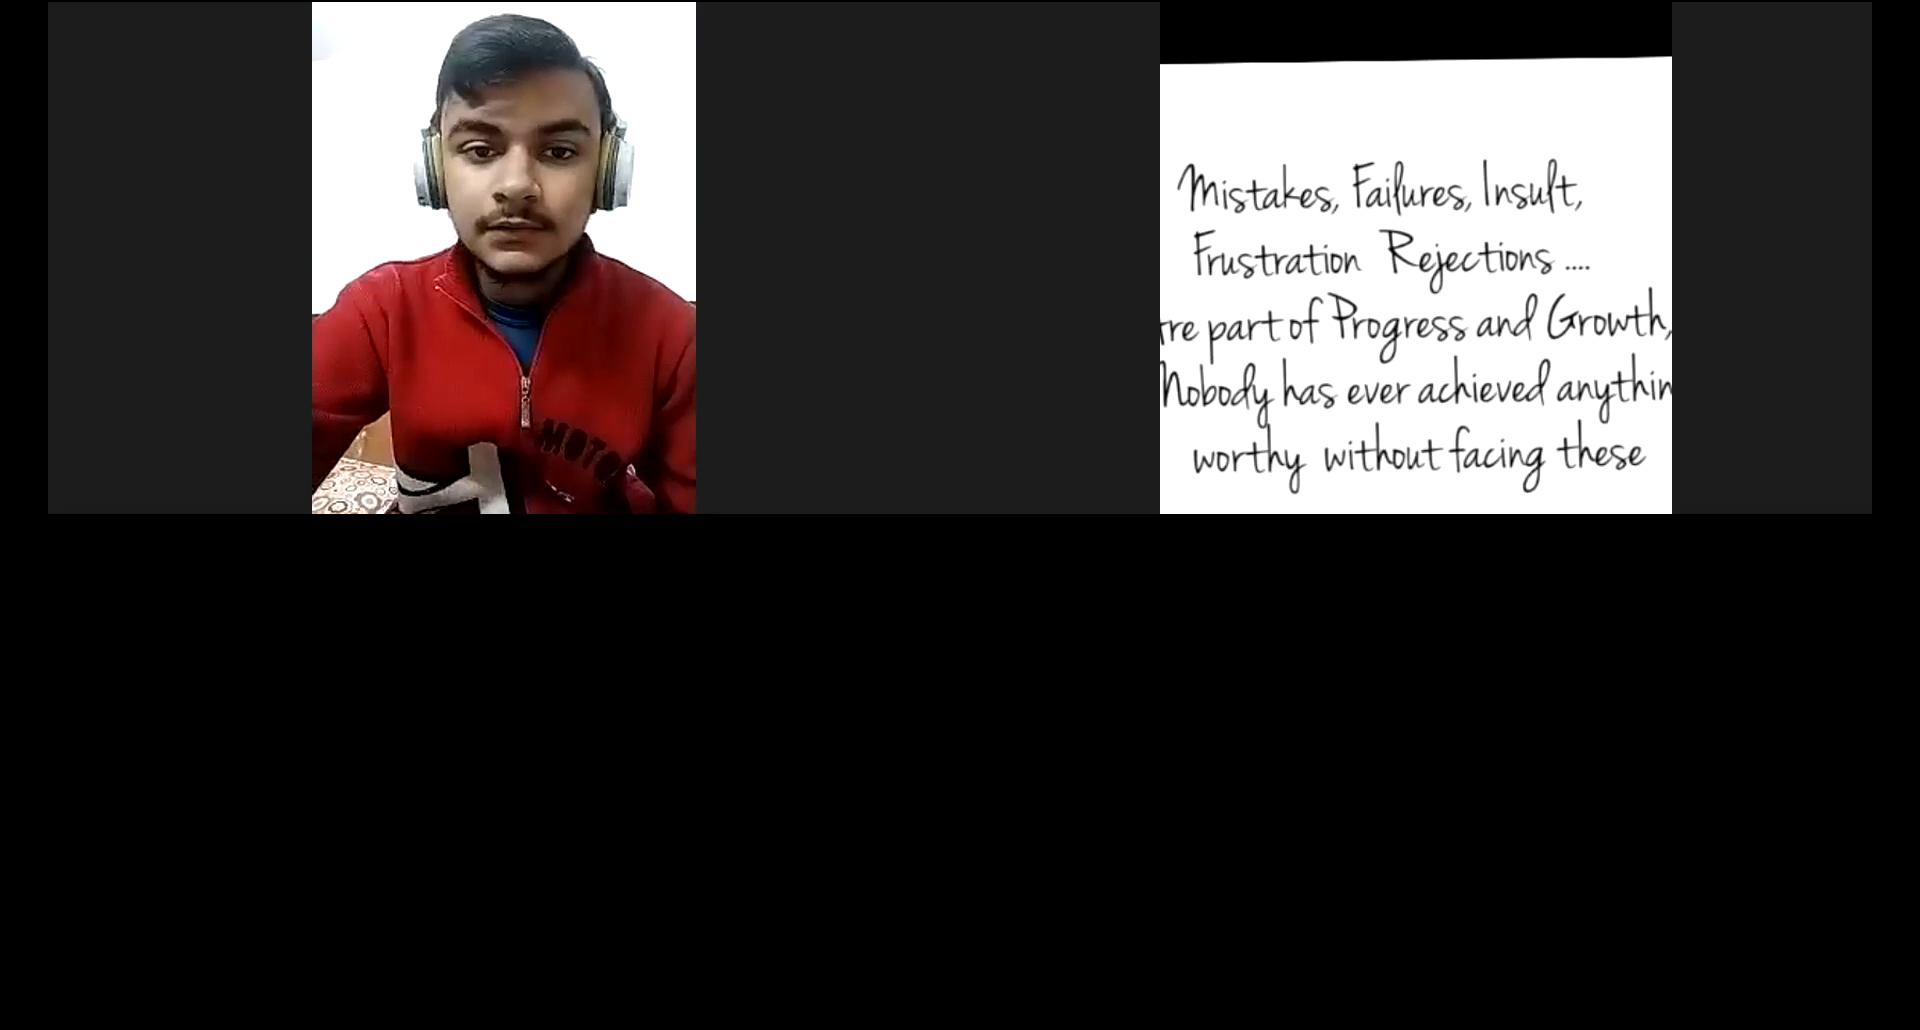 MOTO
Mistakes, Failures, Insult,
Frustration Rejections ....
re part of Progress and Growth,
Nobody has ever achieved anythin
worthy without facing these